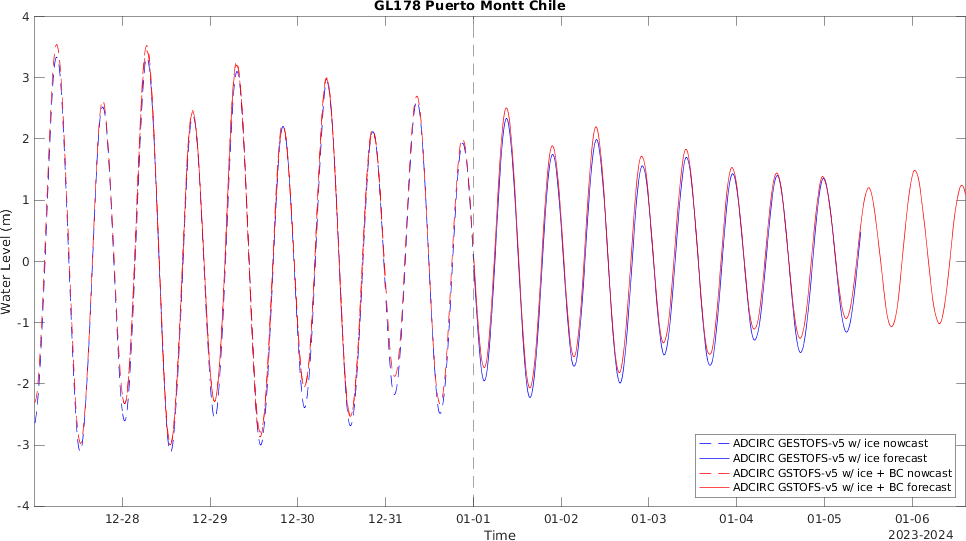 GL178 Puerto Montt Chile
4
3
2
1
0
-1
-2
-3
-4
Water Level (m)
12-28 12-29 12-30 12-31 01-01 01-02 01-03 01-04 01-05 01-06
Time
2023-2024
ADCIRC GESTOFS-v5 w/ ice nowcast
ADCIRC GESTOFS-v5 w/ ice forecast
ADCIRC GSTOFS-v5 w/ ice + BC nowcast
ADCIRC GSTOFS-v5 w/ ice + BC forecast